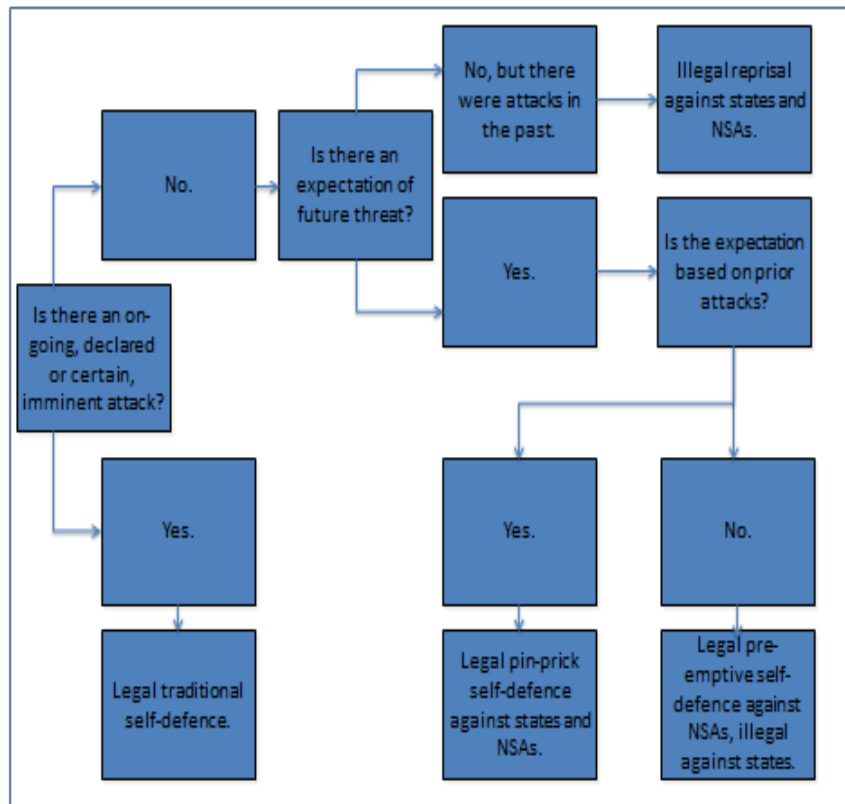 No, but there
were attacks in
the past.
Illegal reprisal
against states and
NSAs.
No.
Is there an
expectation of
future threat?
Yes.
Is the expectation
based on prior
attacks?
Is there an on-
going, declared
or certain,
imminent attack?
Yes.
Yes.
No.
Legal traditional
self-defence.
Legal pin-prick
self-defence
against states and
NSAs.
Legal pre-
emptive self-
defence against
NSAs, illegal
against states.